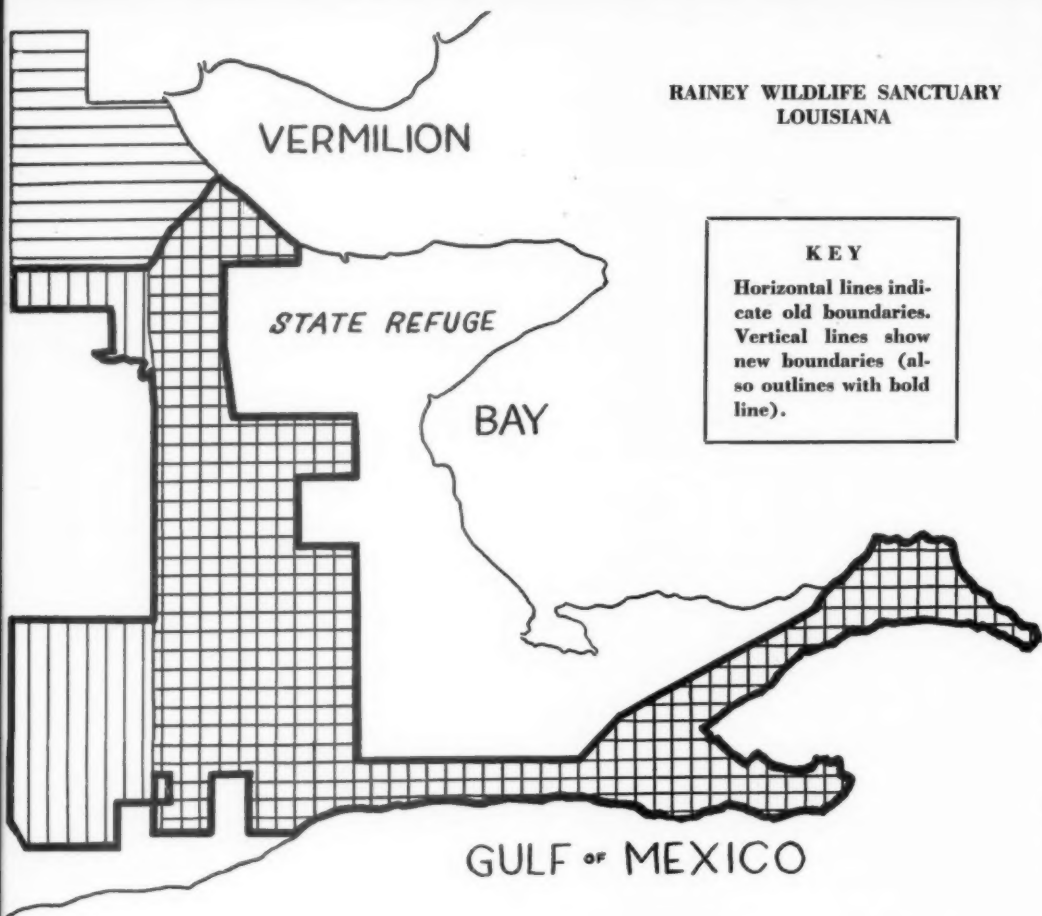 RAINEY WILDLIFE SANCTUARY
LOUISIANA
VERMILION
KEY
Horizontal lines indi-
cate old boundaries.
Vertical lines show
new boundaries (al-
so outlines with bold
line).
STATE REFUGE
BAY
GULF OF MEXICO